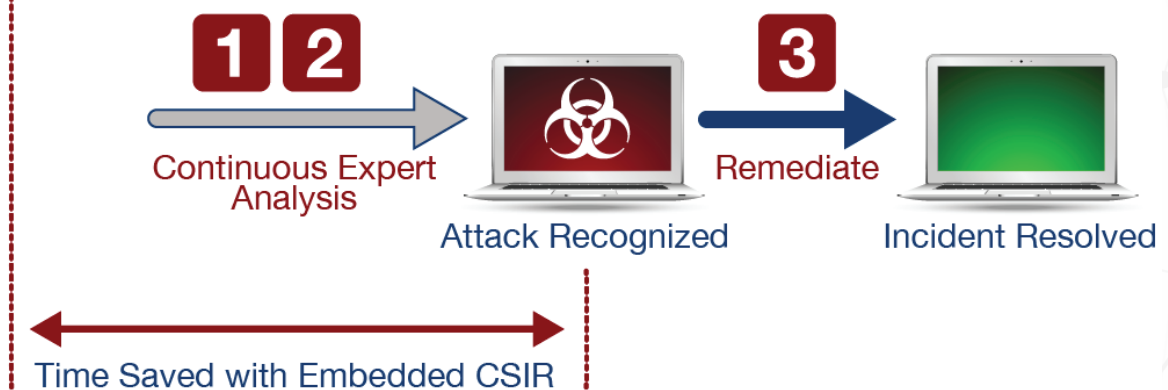 1 2
3
Continuous Expert
Analysis
Remediate
Attack Recognized
Incident Resolved
Time Saved with Embedded CSIR